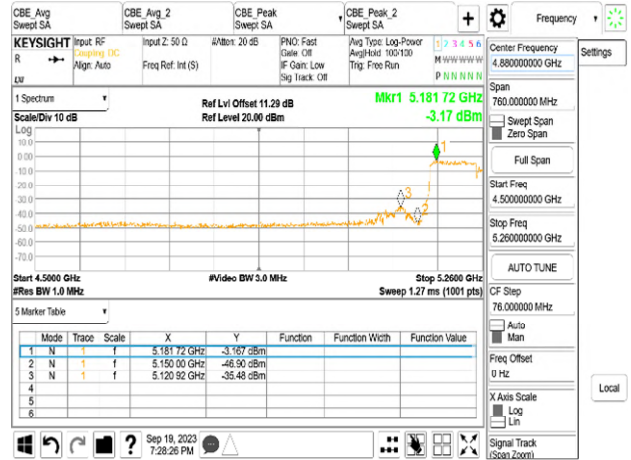 CBE_Avg
Swept SA
CBE_Avg_2
Swept SA
CBE_Peak
Swept SA
CBE_Peak_2
Swept SA
+
Frequency
KEYSIGHT
R
Input: RF
Coupling: DC
Align: Auto
Input Z: 50 Ω
Freq Ref: Int (S)
#Atten: 20 dB
PNO: Fast
Gate: Off
IF Gain: Low
Sig Track: Off
Avg Type: Log-Power
Avg|Hold: 100/100
Trig: Free Run
1 2 3 4 5 6
M W W W W W
P N N N N N
Center Frequency
4.880000000 GHz
Settings
Span
760.000000 MHz
Swept Span
Zero Span
Full Span
Start Freq
4.500000000 GHz
Stop Freq
5.260000000 GHz
AUTO TUNE
CF Step
76.000000 MHz
Auto
Man
Freq Offset
0 Hz
X Axis Scale
Log
Lin
Signal Track
(Span Zoom)
Local
1 Spectrum
Scale/Div 10 dB
Ref Lvl Offset 11.29 dB
Ref Level 20.00 dBm
Mkr1 5.181 72 GHz
-3.17 dBm
Log
10.0
0.00
-10.0
-20.0
-30.0
-40.0
-50.0
-60.0
-70.0
1
3
2
Start 4.5000 GHz
#Video BW 3.0 MHz
Stop 5.2600 GHz
#Res BW 1.0 MHz
Sweep 1.27 ms (1001 pts)
5 Marker Table
Mode Trace Scale X Y Function Function Width Function Value
1 N 1 f 5.181 72 GHz -3.167 dBm
2 N 1 f 5.150 00 GHz -46.90 dBm
3 N 1 f 5.120 92 GHz -35.48 dBm
4
5
6
?
Sep 19, 2023
7:28:26 PM